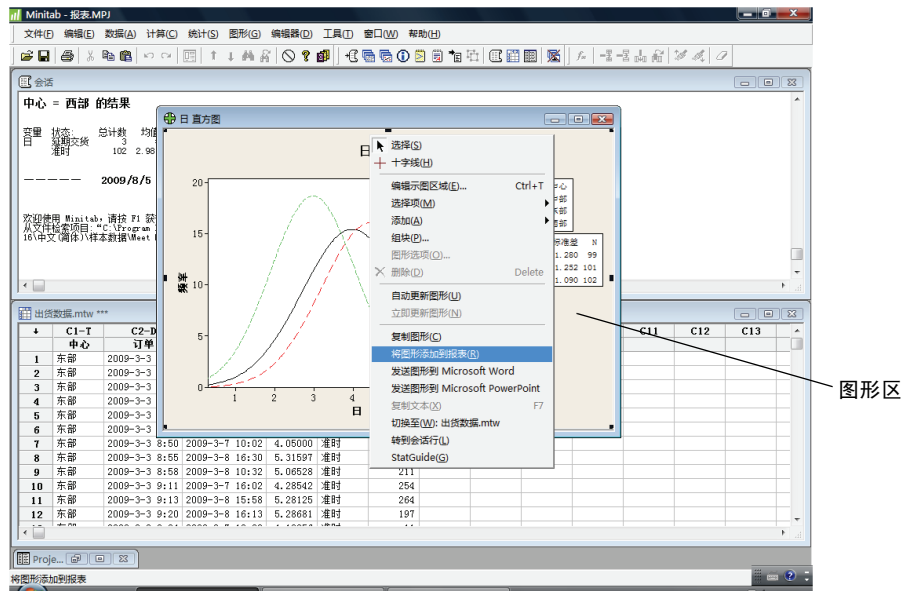 Minitab - 报表.MPJ
文件(F) 编辑(E) 数据(A) 计算(C) 统计(S) 图形(G) 编辑器(D) 工具(T) 窗口(W) 帮助(H)
会话
中心 = 西部 的结果
变量 状态: 总计数 均值
日 延期交货 3
准时 102 2.98
————— 2009/8/5
欢迎使用 Minitab,请按 F1 获
从文件检索项目:"C:\Program
16\中文(简体)\样本数据\Meet
日 直方图
日
频率
20
15
10
5
0
1 2 3 4
日
标准差 N
1.280 99
1.252 101
1.090 102
选择(S)
十字线(H)
编辑示图区域(E)... Ctrl+T
选择项(M)
添加(A)
组块(P)...
图形选项(O)...
删除(D) Delete
自动更新图形(U)
立即更新图形(N)
复制图形(C)
将图形添加到报表(R)
发送图形到 Microsoft Word
发送图形到 Microsoft PowerPoint
复制文本(X) F7
切换至(W): 出货数据.mtw
转到会话行(L)
StatGuide(G)
图形区
出货数据.mtw ***
C1-T C2-D C11 C12 C13
中心 订单
1 东部 2009-3-3
2 东部 2009-3-3
3 东部 2009-3-3
4 东部 2009-3-3
5 东部 2009-3-3
6 东部 2009-3-3
7 东部 2009-3-3 8:50 2009-3-7 10:02 4.05000 准时
8 东部 2009-3-3 8:55 2009-3-8 16:30 5.31597 准时
9 东部 2009-3-3 8:58 2009-3-8 10:32 5.06528 准时 211
10 东部 2009-3-3 9:11 2009-3-7 16:02 4.28542 准时 254
11 东部 2009-3-3 9:13 2009-3-8 15:58 5.28125 准时 264
12 东部 2009-3-3 9:20 2009-3-8 16:13 5.28681 准时 197
Proje...
将图形添加到报表